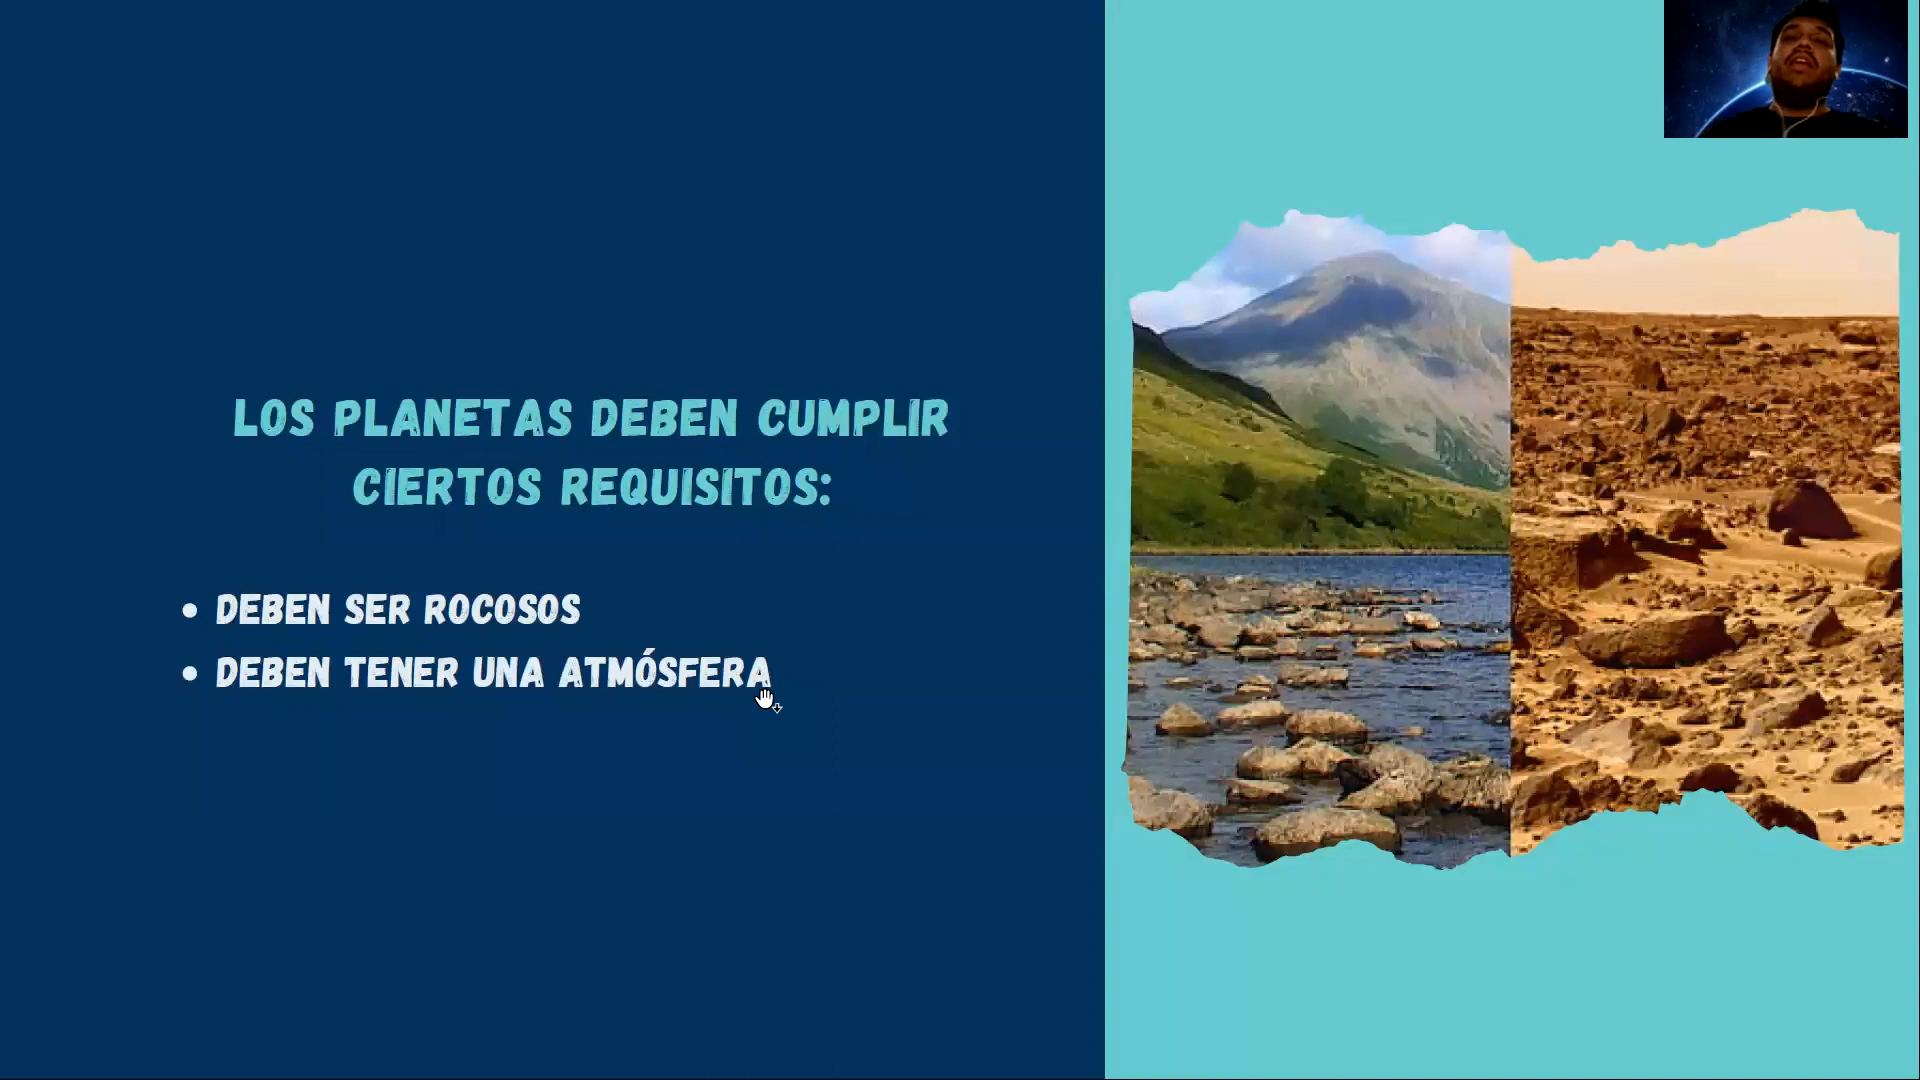 LOS PLANETAS DEBEN CUMPLIR
CIERTOS REQUISITOS:
• DEBEN SER ROCOSOS
• DEBEN TENER UNA ATMÓSFERA